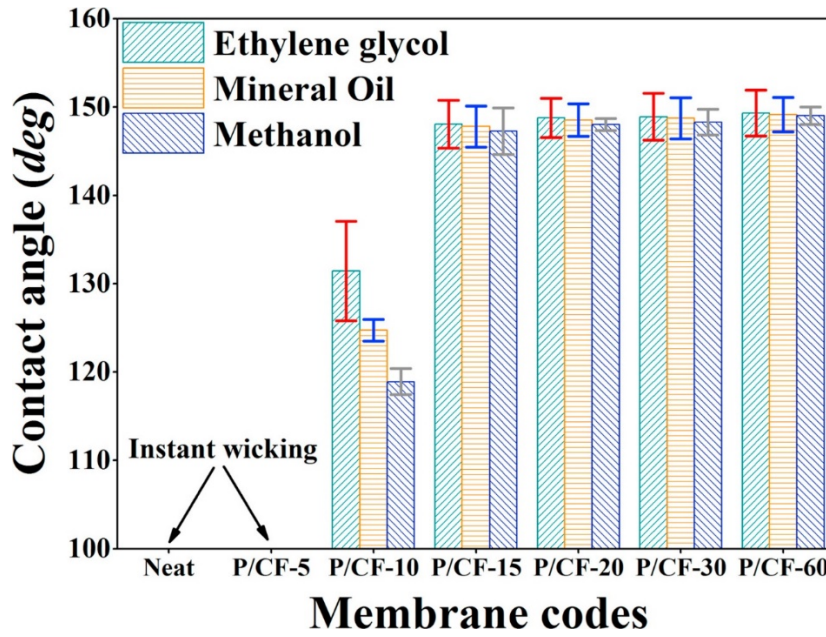 160
150
140
130
120
110
100
Contact angle (deg)
Ethylene glycol
Mineral Oil
Methanol
Instant wicking
Neat P/CF-5 P/CF-10 P/CF-15 P/CF-20 P/CF-30 P/CF-60
Membrane codes